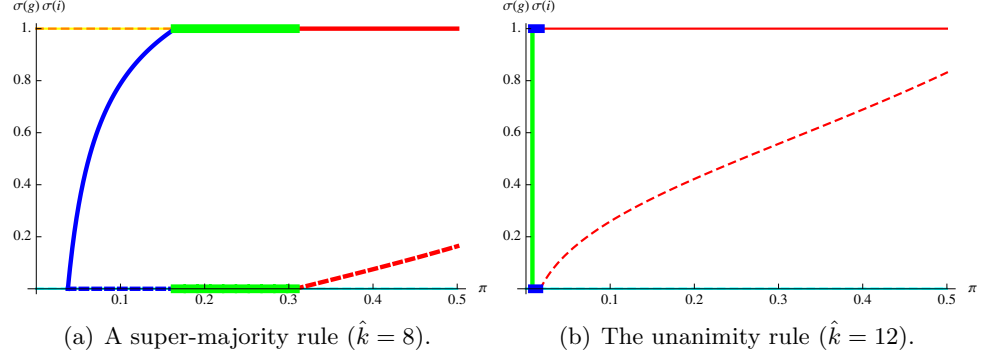 σ(g) σ(i)
1.
0.8
0.6
0.4
0.2
0.1 0.2 0.3 0.4 0.5 π
(a) A super-majority rule (k̂ = 8).
σ(g) σ(i)
1.
0.8
0.6
0.4
0.2
0.1 0.2 0.3 0.4 0.5 π
(b) The unanimity rule (k̂ = 12).